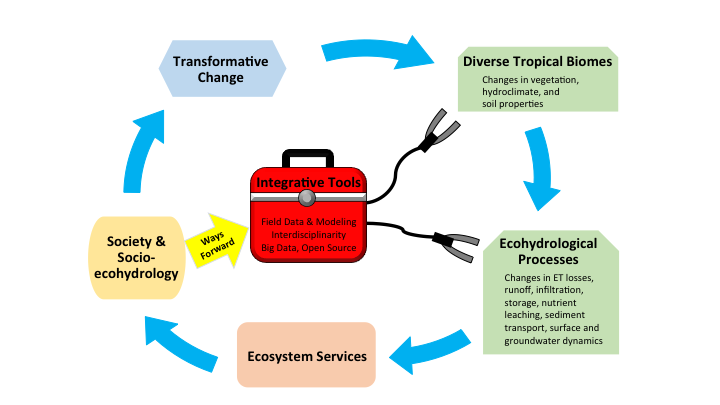 Transformative
Change
Diverse Tropical Biomes
Changes in vegetation,
hydroclimate, and
soil properties
Integrative Tools
Field Data & Modeling
Interdisciplinarity
Big Data, Open Source
Ways
Forward
Society &
Socio-
ecohydrology
Ecohydrological
Processes
Changes in ET losses,
runoff, infiltration,
storage, nutrient
leaching, sediment
transport, surface and
groundwater dynamics
Ecosystem Services